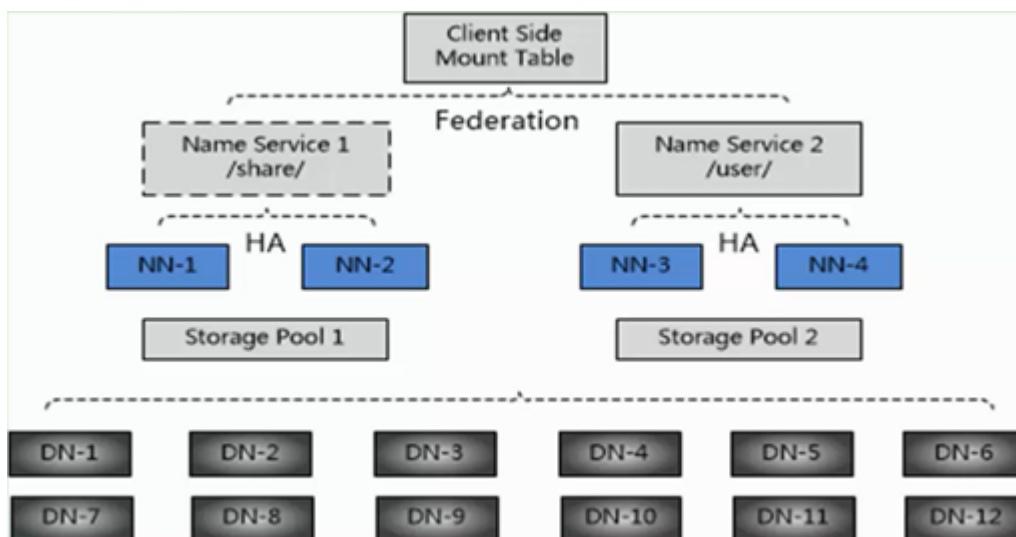 Client Side
Mount Table
Federation
Name Service 1
/share/
Name Service 2
/user/
HA
HA
NN-1
NN-2
NN-3
NN-4
Storage Pool 1
Storage Pool 2
DN-1
DN-2
DN-3
DN-4
DN-5
DN-6
DN-7
DN-8
DN-9
DN-10
DN-11
DN-12